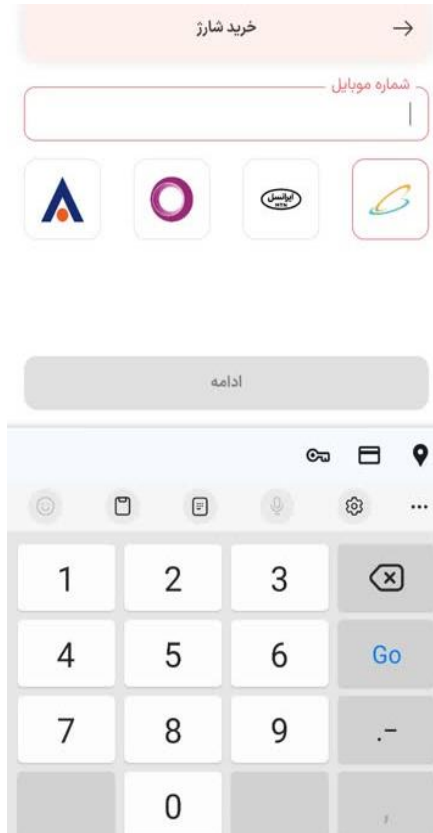 خرید شارژ
شماره موبایل
ایرانسل
MTN
ادامه
1 2 3
4 5 6 Go
7 8 9 .-
0 ,